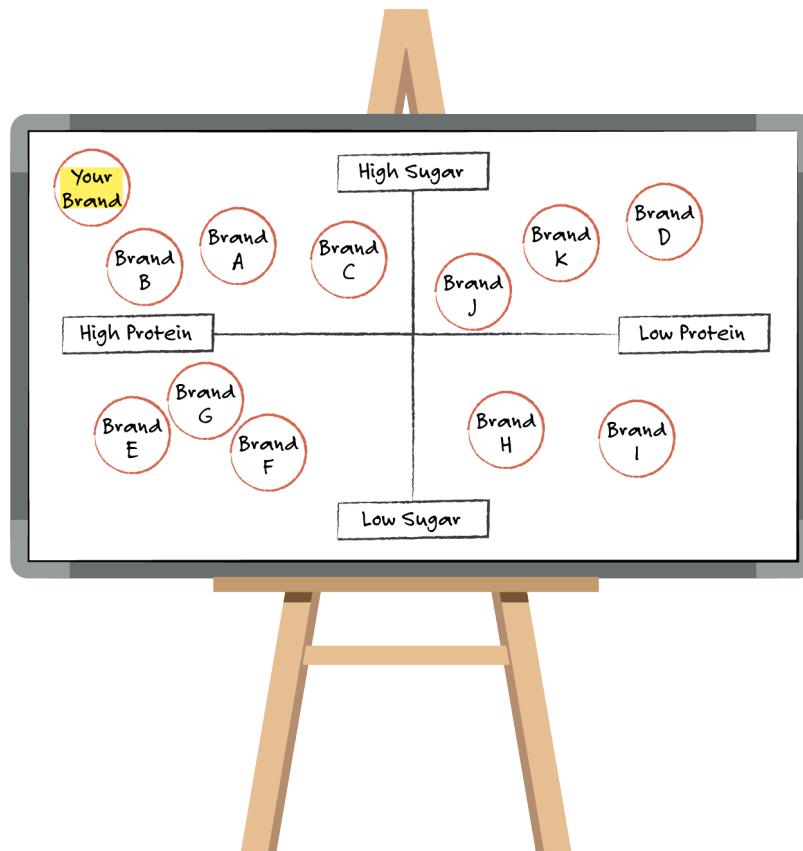 High Sugar
Your
Brand
Brand
D
Brand
A
Brand
K
Brand
C
Brand
B
Brand
J
High Protein
Low Protein
Brand
G
Brand
E
Brand
H
Brand
I
Brand
F
Low Sugar